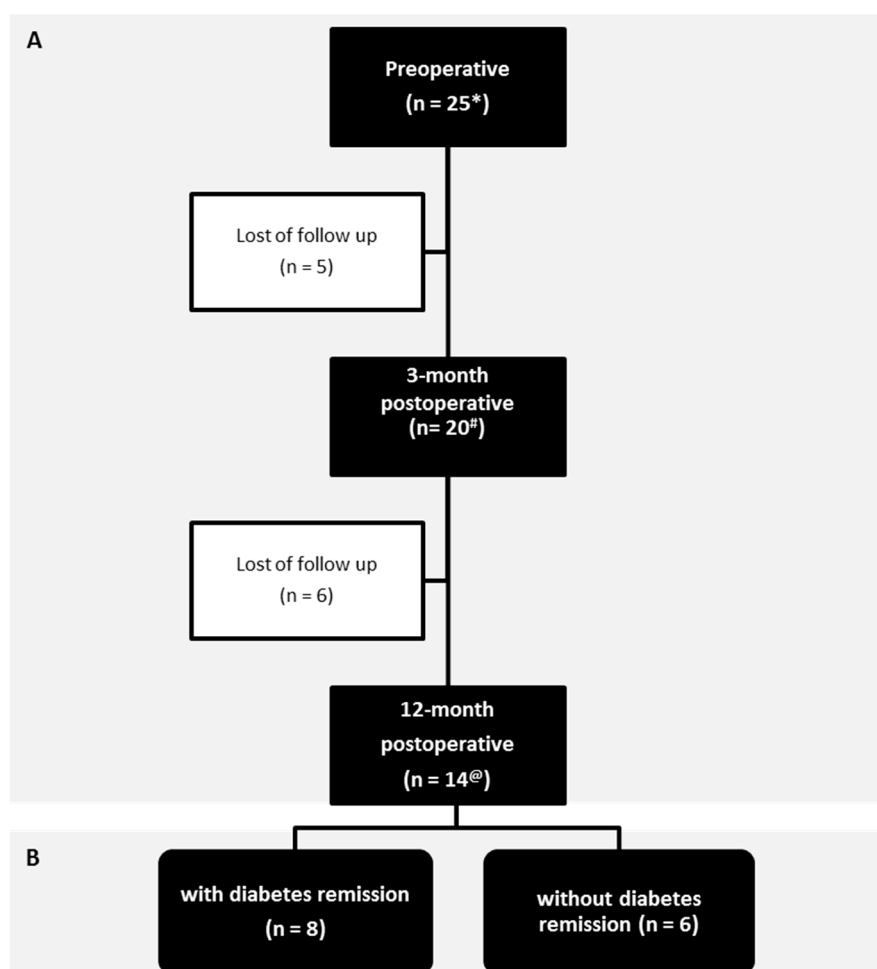 A
Preoperative
(n = 25*)
Lost of follow up
(n = 5)
3-month
postoperative
(n= 20#)
Lost of follow up
(n = 6)
12-month
postoperative
(n = 14@)
B
with diabetes remission
(n = 8)
without diabetes
remission (n = 6)